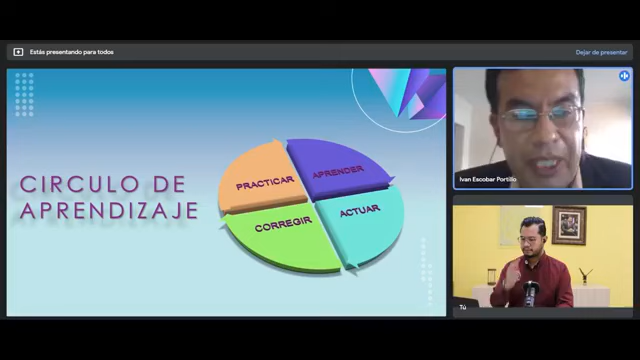 Estás presentando para todos
Dejar de presentar
CIRCULO DE
APRENDIZAJE
PRACTICAR
APRENDER
CORREGIR
ACTUAR
Ivan Escobar Portillo
Tú